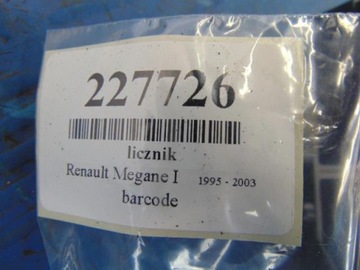 227726
licznik
Renault Megane I 1995 - 2003
barcode